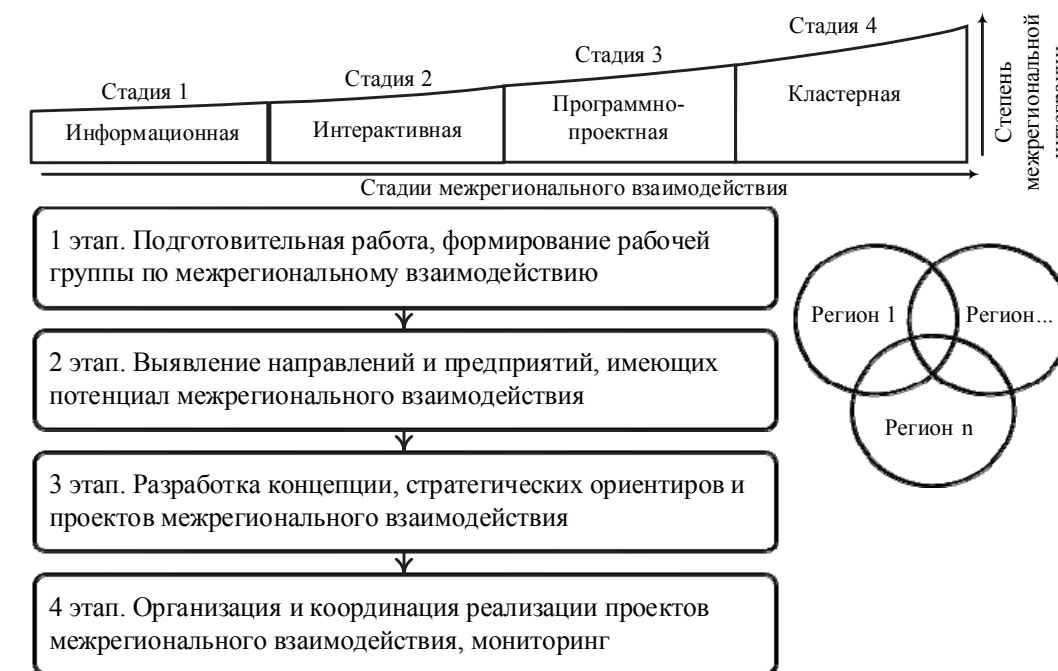 Стадия 1
Стадия 2
Стадия 3
Стадия 4
Информационная
Интерактивная
Программно-
проектная
Кластерная
Степень
межрегиональной
Стадии межрегионального взаимодействия
1 этап. Подготовительная работа, формирование рабочей
группы по межрегиональному взаимодействию
2 этап. Выявление направлений и предприятий, имеющих
потенциал межрегионального взаимодействия
3 этап. Разработка концепции, стратегических ориентиров и
проектов межрегионального взаимодействия
4 этап. Организация и координация реализации проектов
межрегионального взаимодействия, мониторинг
Регион 1
Регион...
Регион n